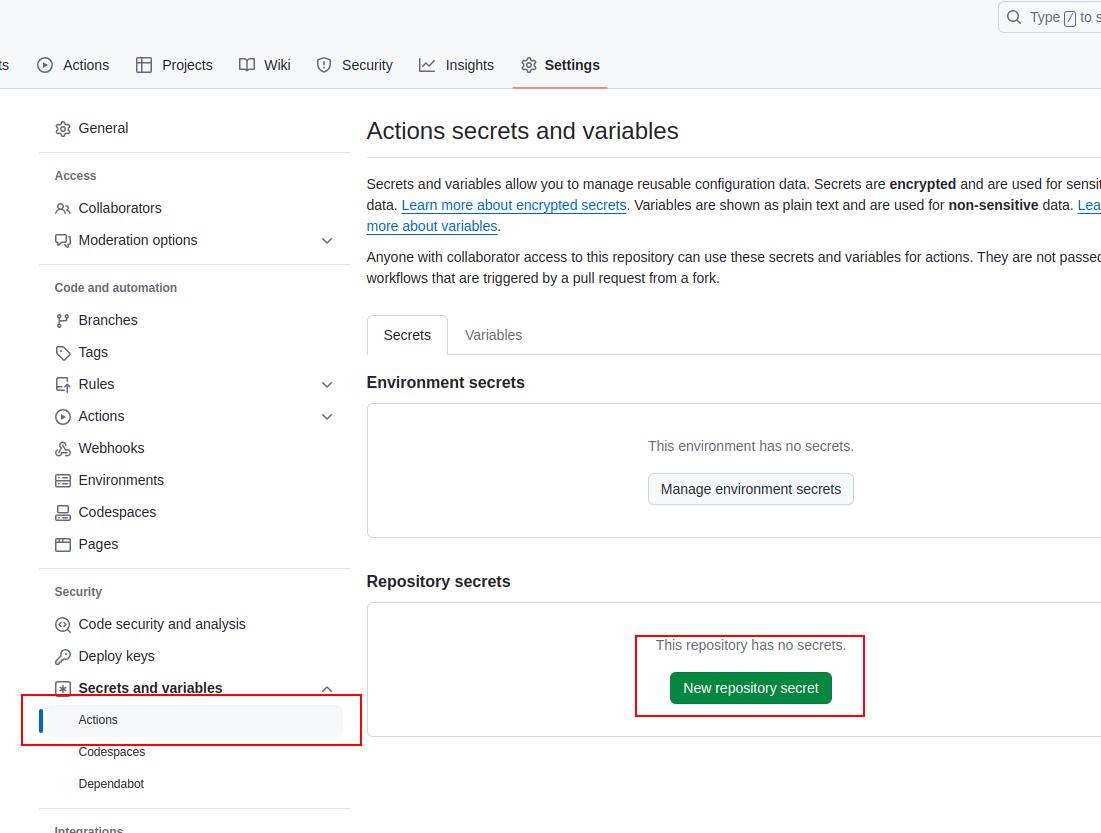 Type / to s
ts Actions Projects Wiki Security Insights Settings
General
Access
Collaborators
Moderation options
Code and automation
Branches
Tags
Rules
Actions
Webhooks
Environments
Codespaces
Pages
Security
Code security and analysis
Deploy keys
Secrets and variables
Actions
Codespaces
Dependabot
Integrations
Actions secrets and variables
Secrets and variables allow you to manage reusable configuration data. Secrets are encrypted and are used for sensit
data. Learn more about encrypted secrets. Variables are shown as plain text and are used for non-sensitive data. Lea
more about variables.
Anyone with collaborator access to this repository can use these secrets and variables for actions. They are not passed
workflows that are triggered by a pull request from a fork.
Secrets Variables
Environment secrets
This environment has no secrets.
Manage environment secrets
Repository secrets
This repository has no secrets.
New repository secret